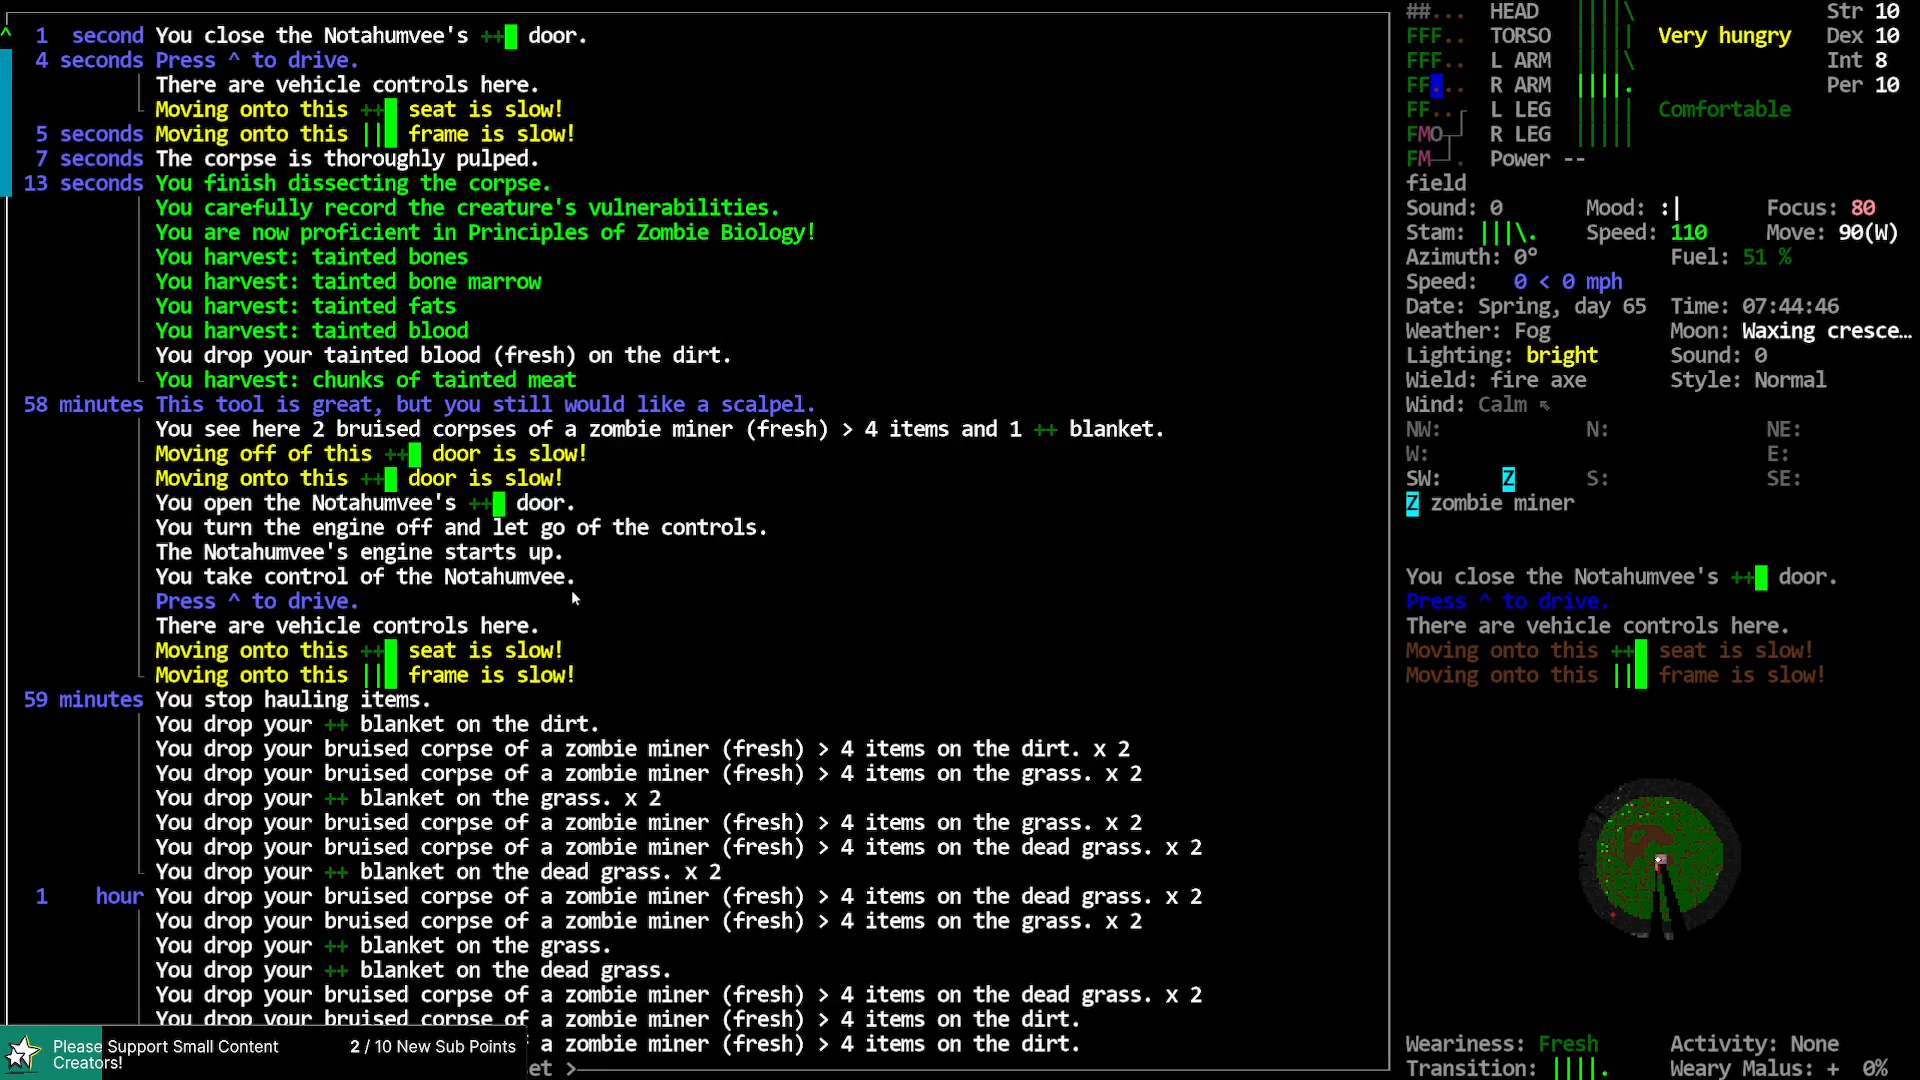 1 second You close the Notahumvee's ++ door.
4 seconds Press ^ to drive.
There are vehicle controls here.
Moving onto this ++ seat is slow!
5 seconds Moving onto this || frame is slow!
7 seconds The corpse is thoroughly pulped.
13 seconds You finish dissecting the corpse.
You carefully record the creature's vulnerabilities.
You are now proficient in Principles of Zombie Biology!
You harvest: tainted bones
You harvest: tainted bone marrow
You harvest: tainted fats
You harvest: tainted blood
You drop your tainted blood (fresh) on the dirt.
You harvest: chunks of tainted meat
58 minutes This tool is great, but you still would like a scalpel.
You see here 2 bruised corpses of a zombie miner (fresh) > 4 items and 1 ++ blanket.
Moving off of this ++ door is slow!
Moving onto this ++ door is slow!
You open the Notahumvee's ++ door.
You turn the engine off and let go of the controls.
The Notahumvee's engine starts up.
You take control of the Notahumvee.
Press ^ to drive.
There are vehicle controls here.
Moving onto this ++ seat is slow!
Moving onto this || frame is slow!
59 minutes You stop hauling items.
You drop your ++ blanket on the dirt.
You drop your bruised corpse of a zombie miner (fresh) > 4 items on the dirt. x 2
You drop your bruised corpse of a zombie miner (fresh) > 4 items on the grass. x 2
You drop your ++ blanket on the grass. x 2
You drop your bruised corpse of a zombie miner (fresh) > 4 items on the grass. x 2
You drop your bruised corpse of a zombie miner (fresh) > 4 items on the dead grass. x 2
You drop your ++ blanket on the dead grass. x 2
1 hour You drop your bruised corpse of a zombie miner (fresh) > 4 items on the dead grass. x 2
You drop your bruised corpse of a zombie miner (fresh) > 4 items on the grass. x 2
You drop your ++ blanket on the grass.
You drop your ++ blanket on the dead grass.
You drop your bruised corpse of a zombie miner (fresh) > 4 items on the dead grass. x 2
You drop your bruised corpse of a zombie miner (fresh) > 4 items on the dirt.
a zombie miner (fresh) > 4 items on the dirt.
et >
Please Support Small Content Creators!
2 / 10 New Sub Points
##... HEAD ||||\ Str 10
FFF.. TORSO ||||| Very hungry Dex 10
FFF.. L ARM ||||\ Int 8
FF... R ARM ||||. Per 10
FF.. L LEG ||||| Comfortable
FMO R LEG |||||
FM . Power --
field
Sound: 0 Mood: :| Focus: 80
Stam: |||\. Speed: 110 Move: 90(W)
Azimuth: 0° Fuel: 51 %
Speed: 0 < 0 mph
Date: Spring, day 65 Time: 07:44:46
Weather: Fog Moon: Waxing cresce…
Lighting: bright Sound: 0
Wield: fire axe Style: Normal
Wind: Calm ⇖
NW: N: NE:
W: E:
SW: Z S: SE:
Z zombie miner
You close the Notahumvee's ++ door.
Press ^ to drive.
There are vehicle controls here.
Moving onto this ++ seat is slow!
Moving onto this || frame is slow!
Weariness: Fresh Activity: None
Transition: ||||. Weary Malus: + 0%